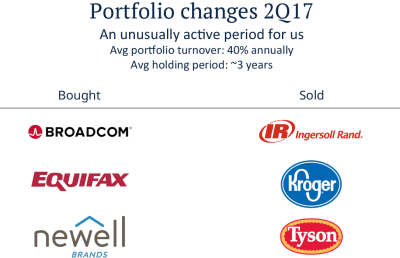 Portfolio changes 2Q17
An unusually active period for us
Avg portfolio turnover: 40% annually
Avg holding period: ~3 years
Bought
Sold
BROADCOM®
IR Ingersoll Rand.
EQUIFAX
Kroger
newell
BRANDS
Tyson